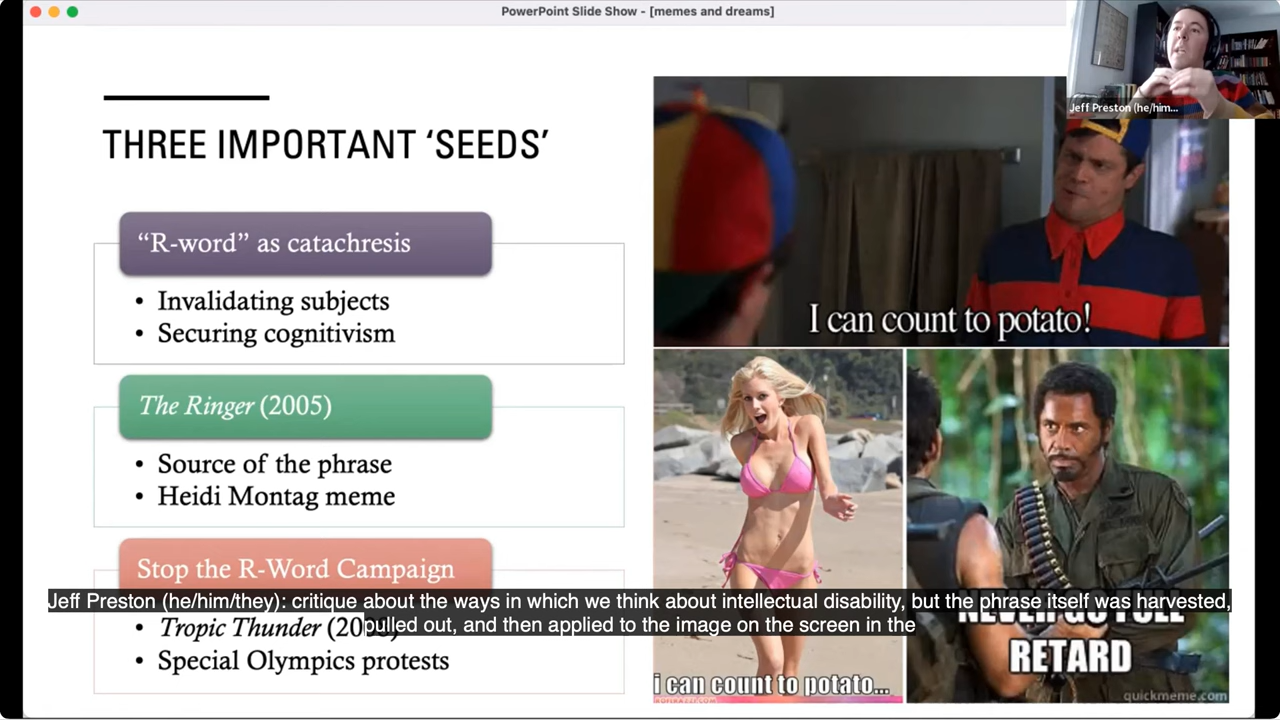 PowerPoint Slide Show - [memes and dreams]
Jeff Preston (he/him...
THREE IMPORTANT ‘SEEDS’
“R-word” as catachresis
• Invalidating subjects
• Securing cognitivism
The Ringer (2005)
• Source of the phrase
• Heidi Montag meme
Stop the R-Word Campaign
• Tropic Thunder
• Special Olympics protests
I can count to potato!
i can count to potato...
NEVER GO FULL
RETARD
quickmeme.com
Jeff Preston (he/him/they): critique about the ways in which we think about intellectual disability, but the phrase itself was harvested,
pulled out, and then applied to the image on the screen in the